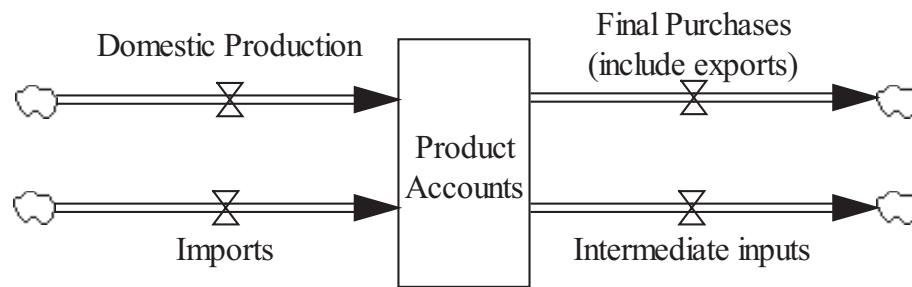 Domestic Production
Final Purchases
(include exports)
Product
Accounts
Imports
Intermediate inputs